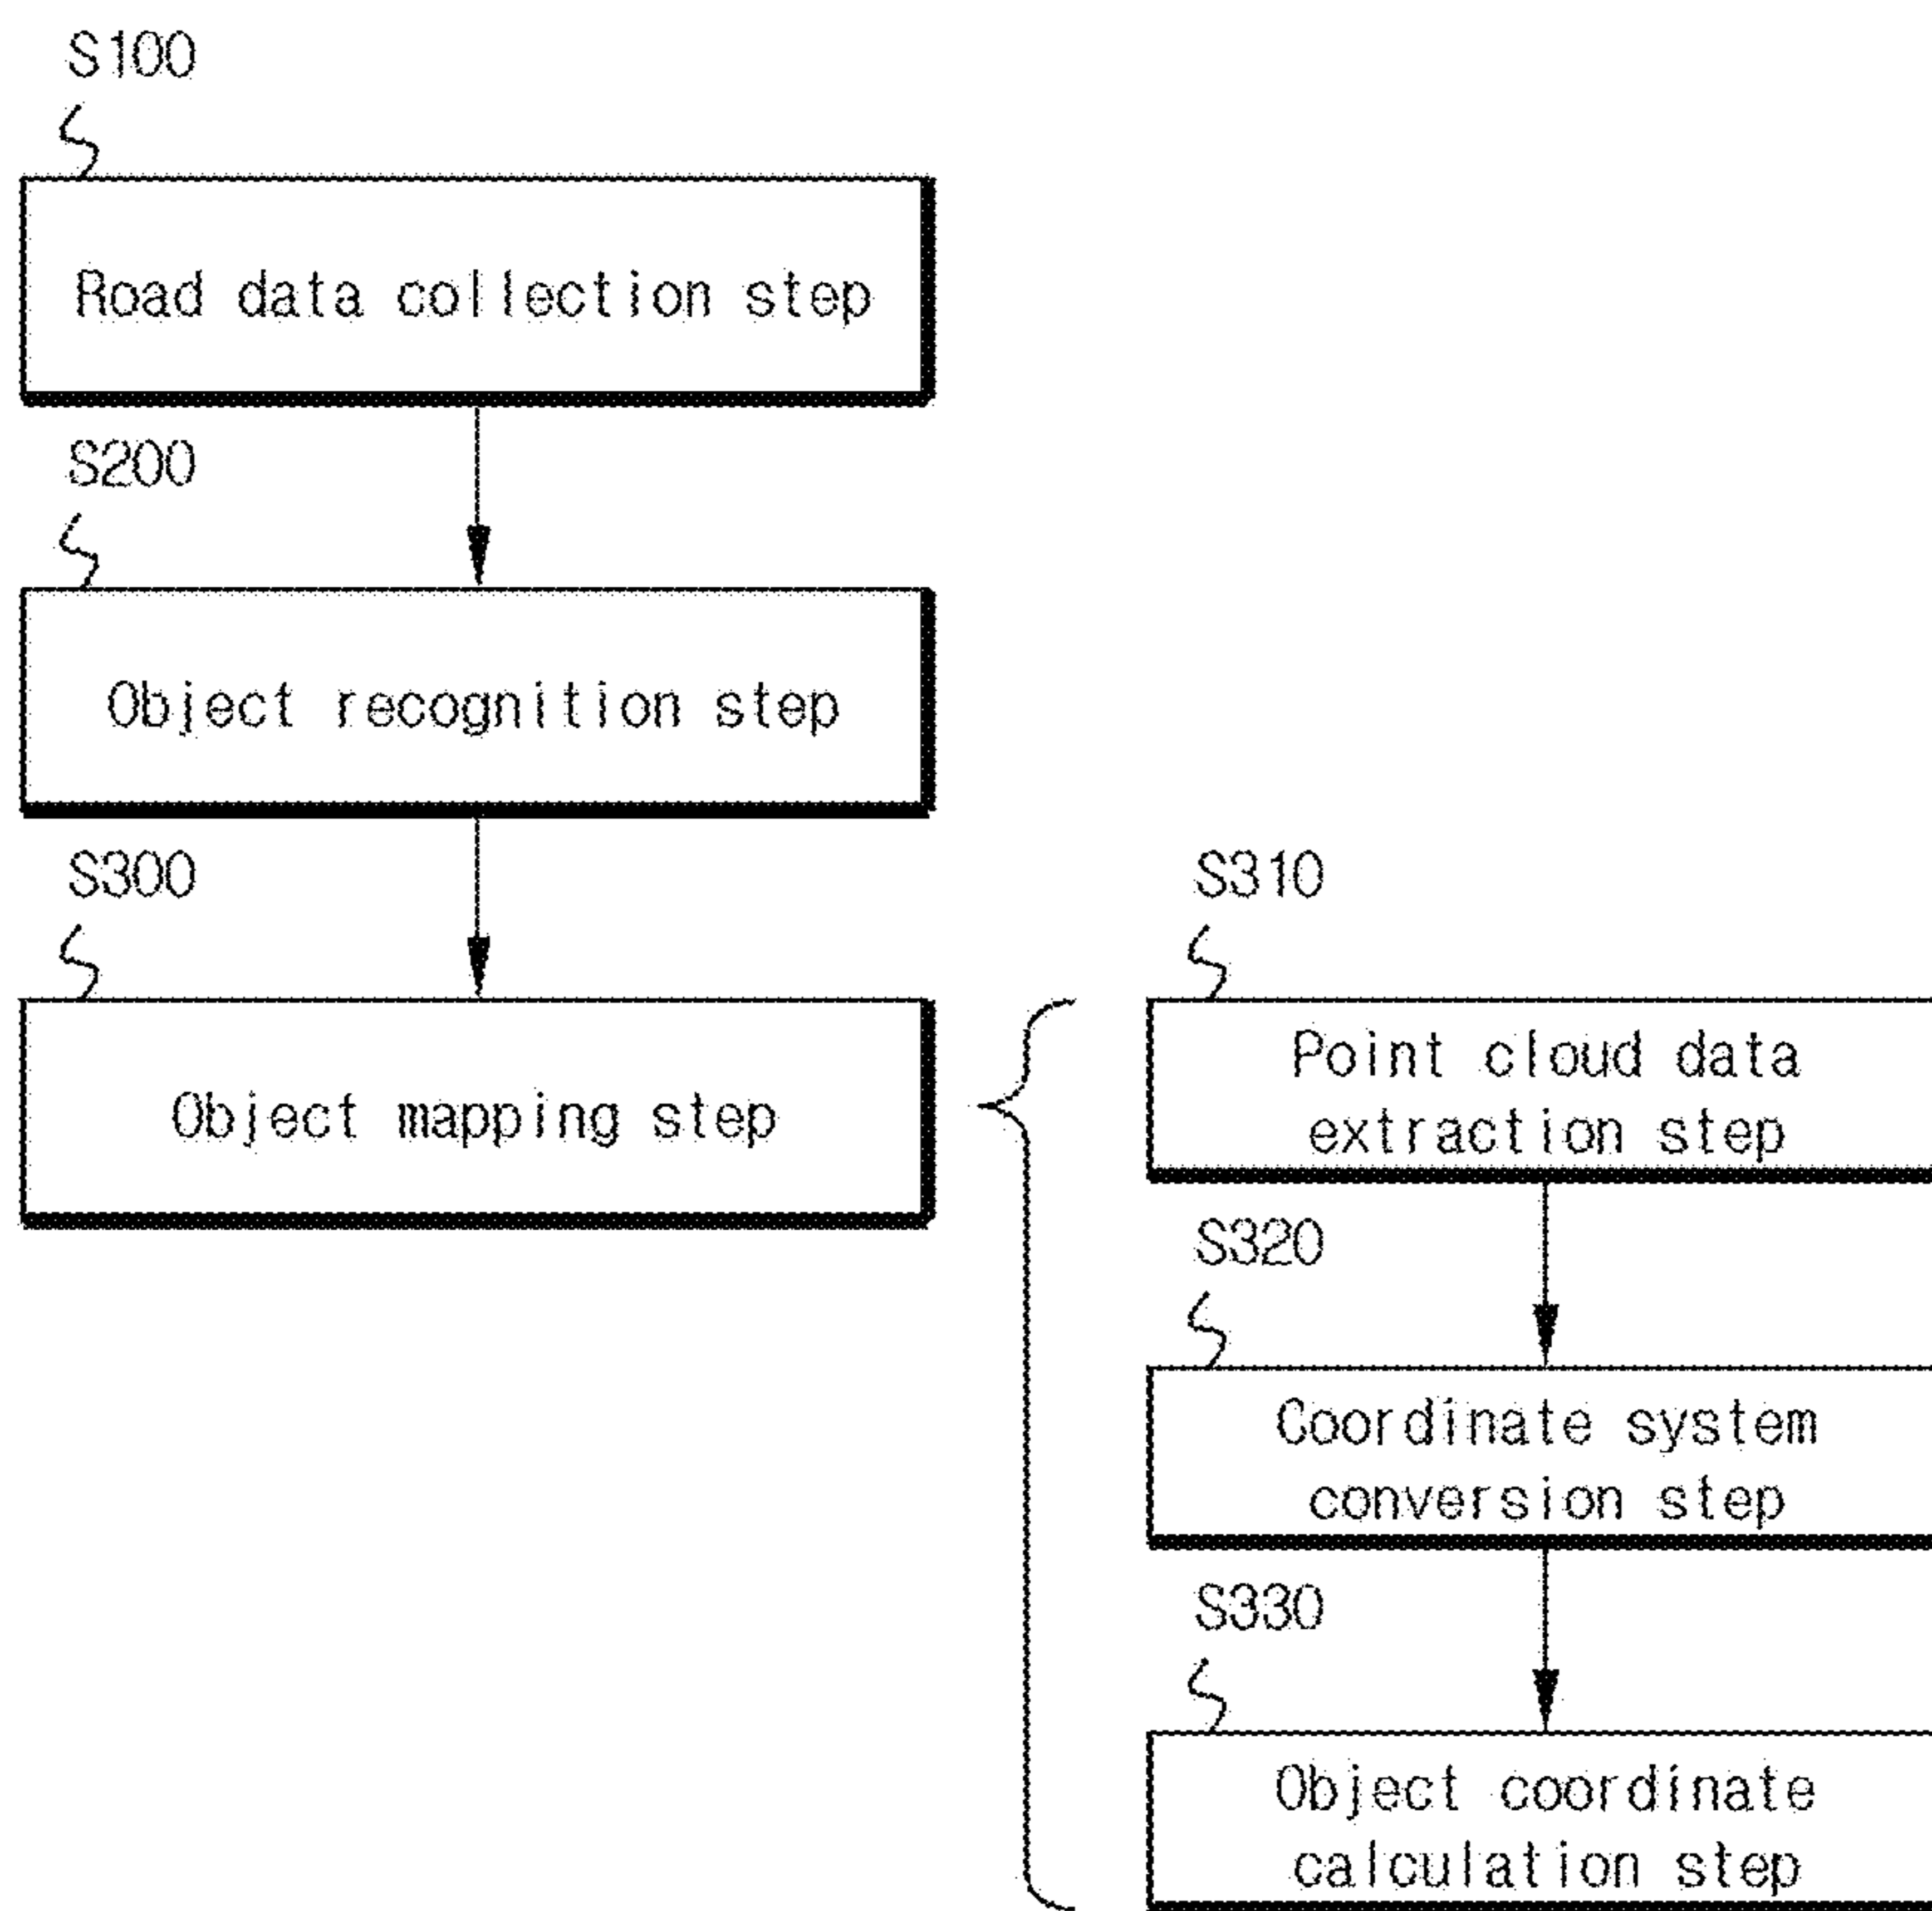 S100
Road data collection step
S200
Object recognition step
S300
Object mapping step
S310
Point cloud data
extraction step
S320
Coordinate system
conversion step
S330
Object coordinate
calculation step